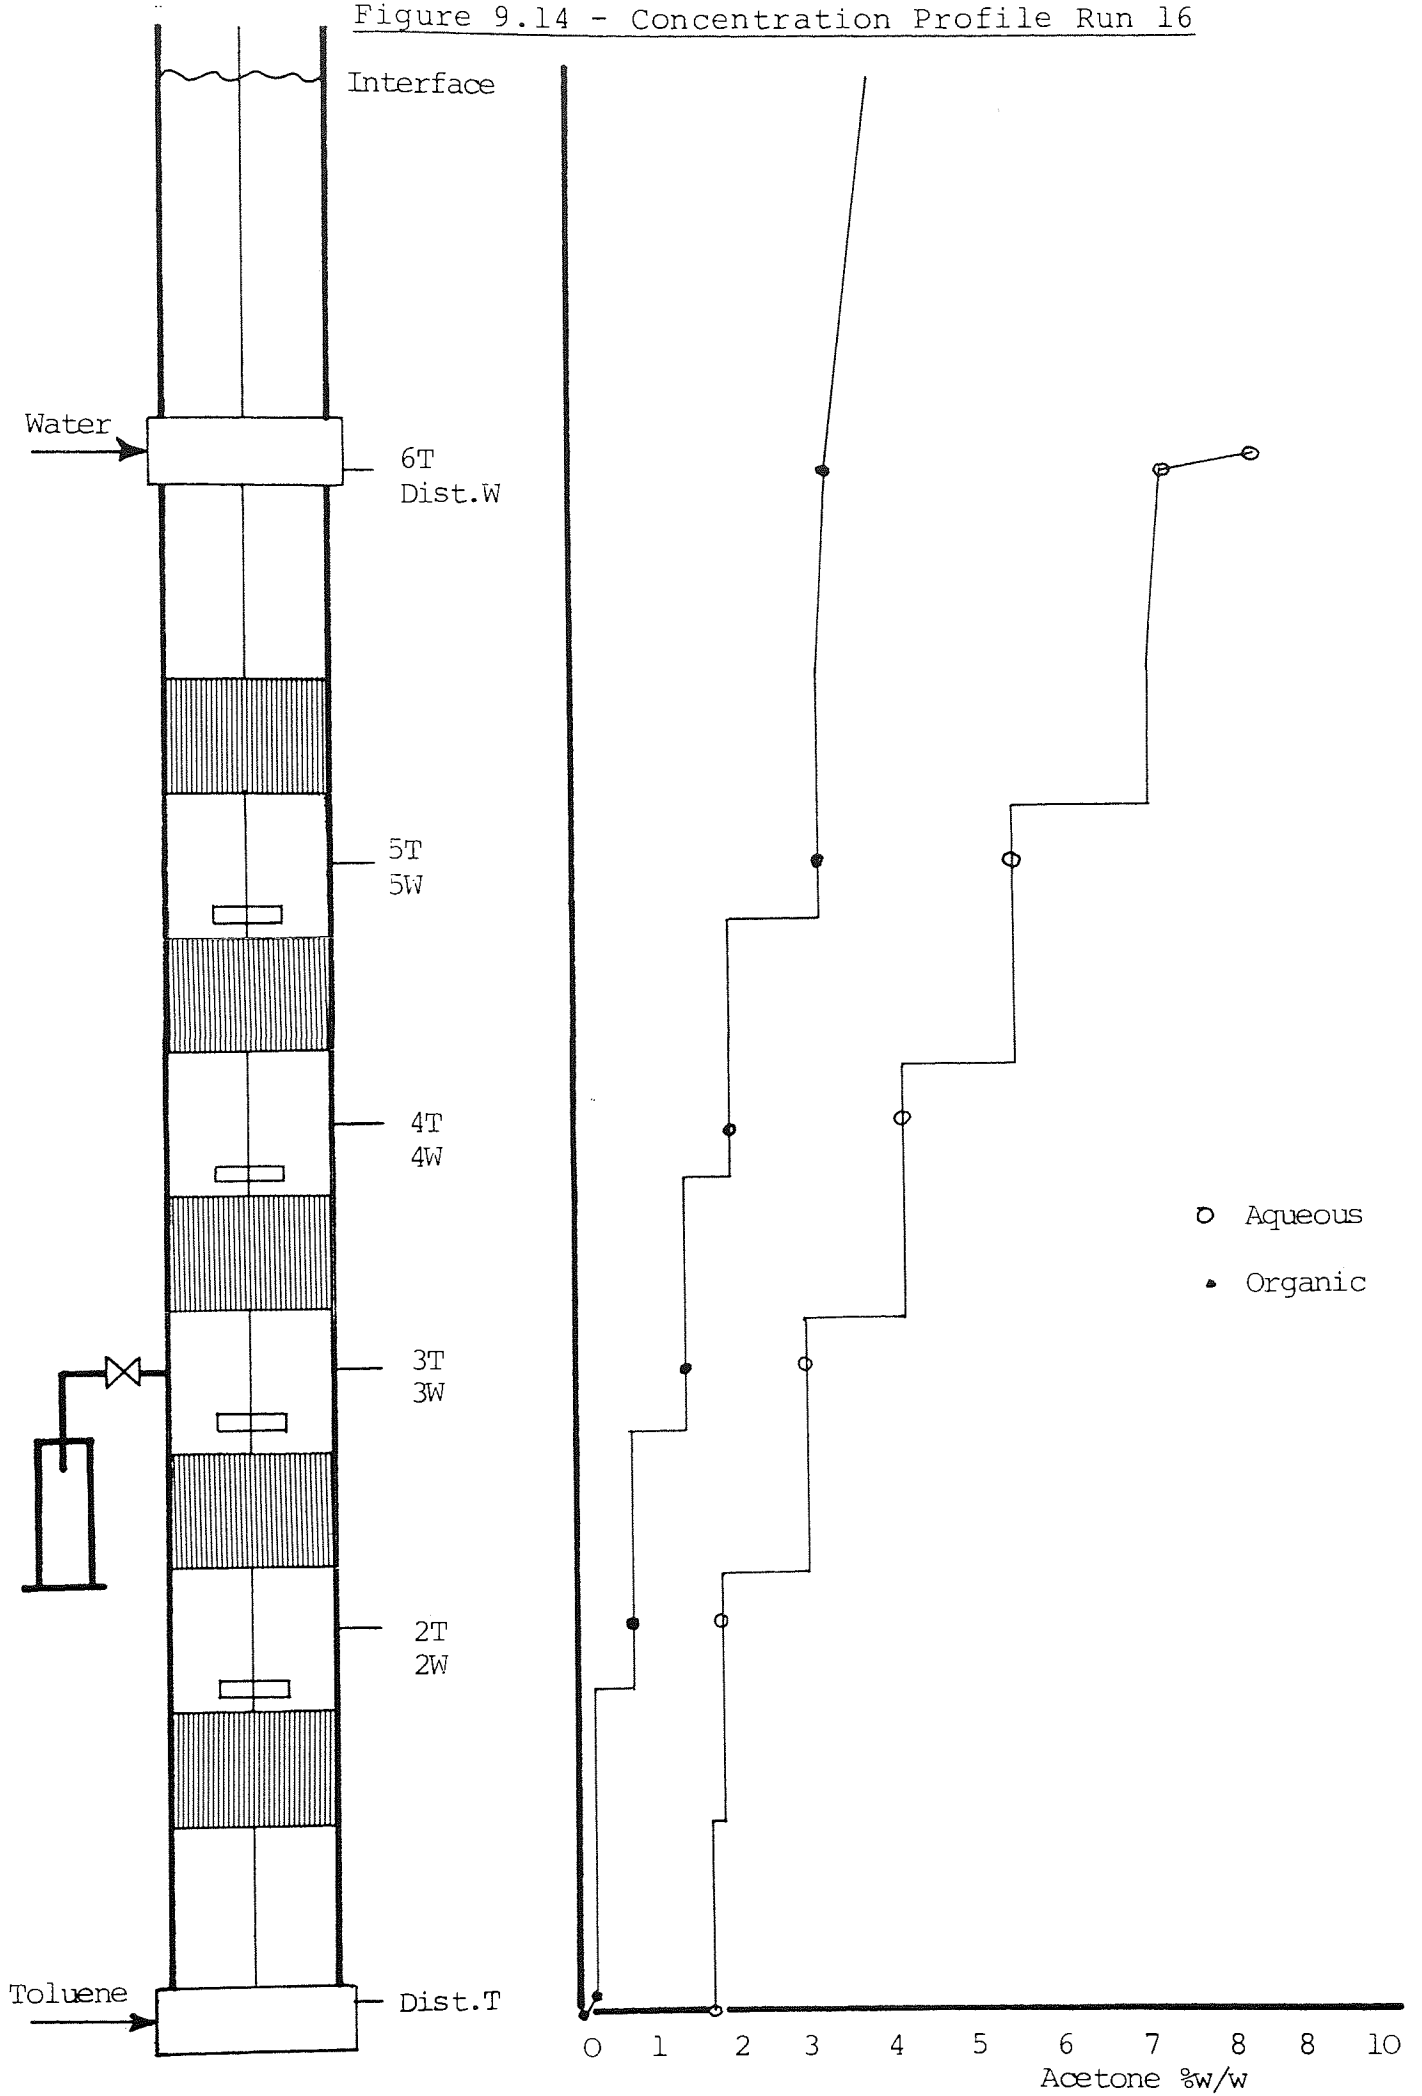 Figure 9.14 - Concentration Profile Run 16
Interface
Water
6T
Dist.W
5T
5W
4T
4W
Aqueous
Organic
3T
3W
2T
2W
Toluene
Dist.T
0 1 2 3 4 5 6 7 8 8 10
Acetone %w/w